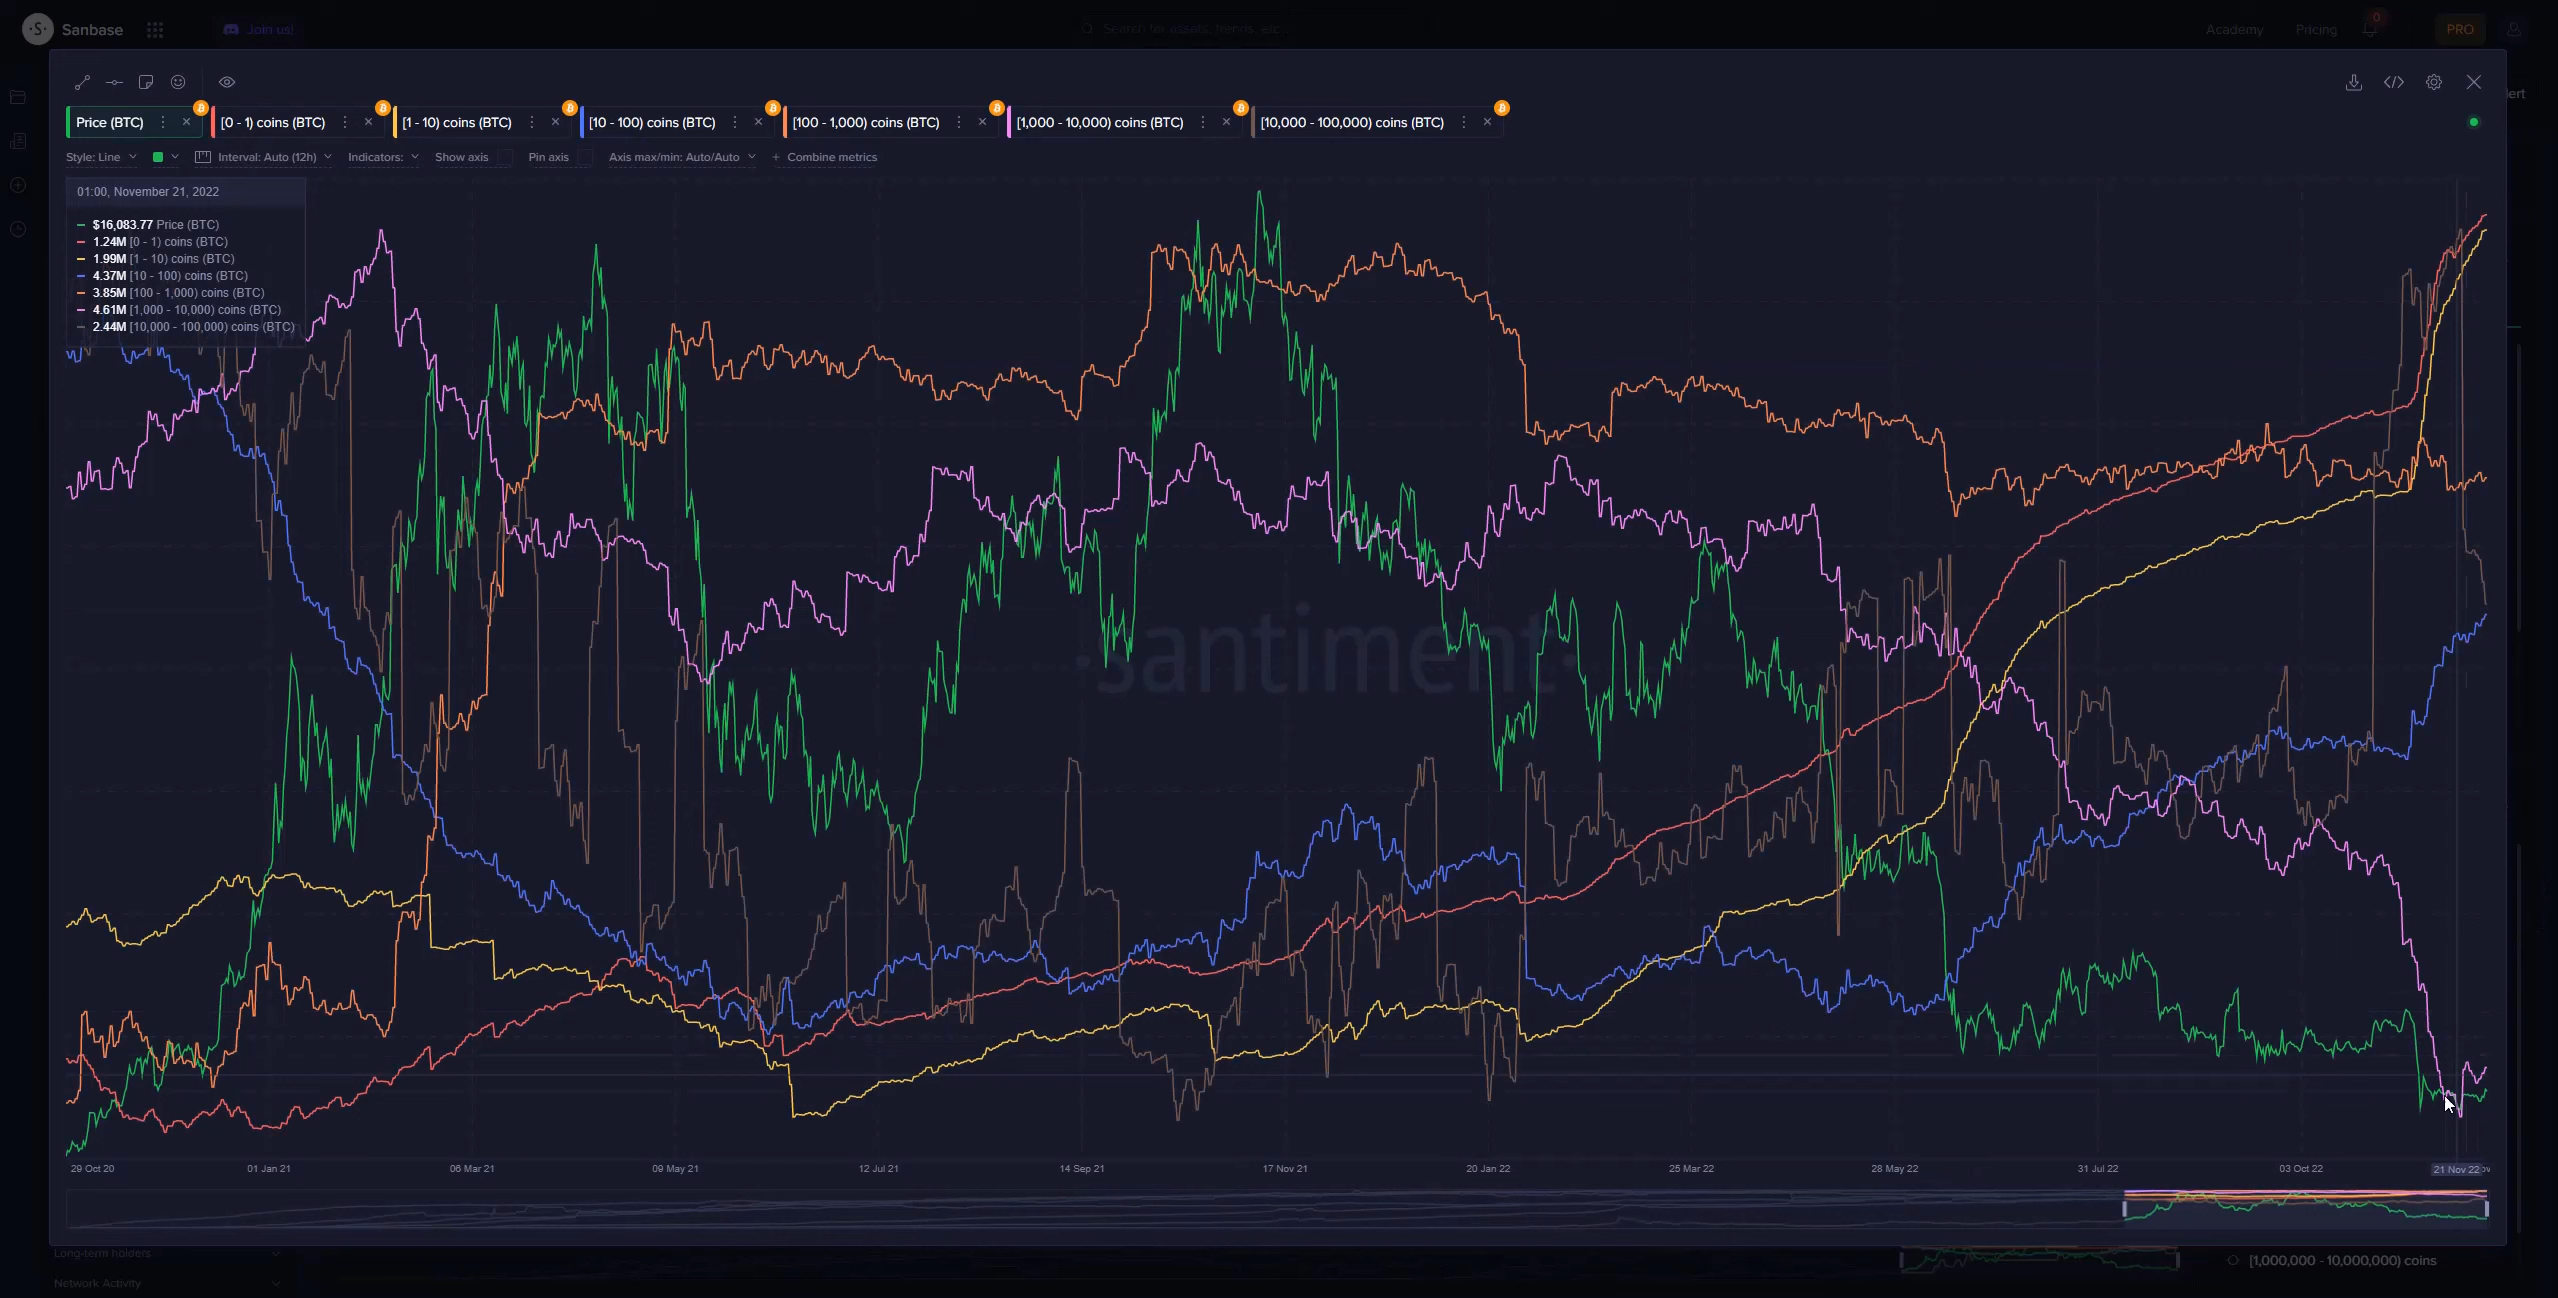 Sanbase Join us! Search for assets, trends, etc... Academy Pricing 0 PRO
Price (BTC) [0 - 1) coins (BTC) [1 - 10) coins (BTC) [10 - 100) coins (BTC) [100 - 1,000) coins (BTC) [1,000 - 10,000) coins (BTC) [10,000 - 100,000) coins (BTC)
Style: Line Interval: Auto (12h) Indicators: Show axis Pin axis Axis max/min: Auto/Auto + Combine metrics
01:00, November 21, 2022
$16,083.77 Price (BTC)
1.24M [0 - 1) coins (BTC)
1.99M [1 - 10) coins (BTC)
4.37M [10 - 100) coins (BTC)
3.85M [100 - 1,000) coins (BTC)
4.61M [1,000 - 10,000) coins (BTC)
2.44M [10,000 - 100,000) coins (BTC)
santiment
29 Oct 20 01 Jan 21 06 Mar 21 09 May 21 12 Jul 21 14 Sep 21 17 Nov 21 20 Jan 22 25 Mar 22 28 May 22 31 Jul 22 03 Oct 22 21 Nov 22
Long-term holders
[1,000,000 - 10,000,000) coins
Network Activity